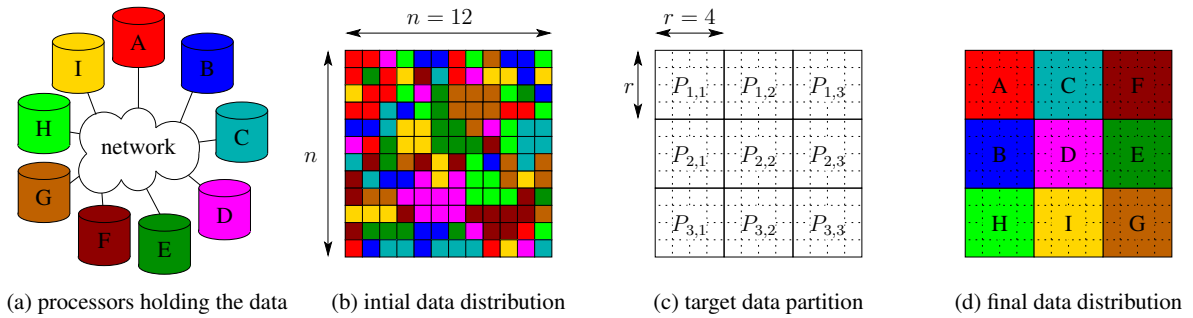 A
B
C
D
E
F
G
H
I
network
(a) processors holding the data
n = 12
n
(b) intial data distribution
r = 4
r
P1,1 P1,2 P1,3
P2,1 P2,2 P2,3
P3,1 P3,2 P3,3
(c) target data partition
A C F
B D E
H I G
(d) final data distribution